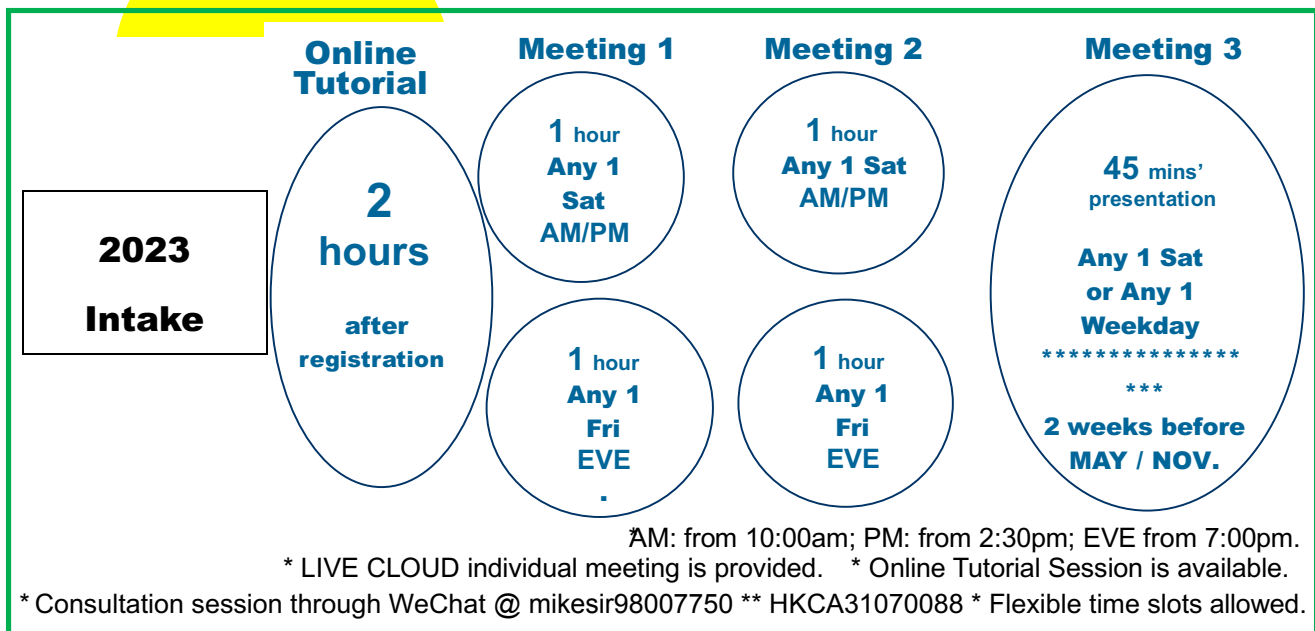 2023
Intake
Online
Tutorial
2
hours
after
registration
Meeting 1
1 hour
Any 1
Sat
AM/PM
1 hour
Any 1
Fri
EVE
.
Meeting 2
1 hour
Any 1 Sat
AM/PM
1 hour
Any 1
Fri
EVE
Meeting 3
45 mins’
presentation
Any 1 Sat
or Any 1
Weekday
***************
***
2 weeks before
MAY / NOV.
*AM: from 10:00am; PM: from 2:30pm; EVE from 7:00pm.
* LIVE CLOUD individual meeting is provided. * Online Tutorial Session is available.
* Consultation session through WeChat @ mikesir98007750 ** HKCA31070088 * Flexible time slots allowed.